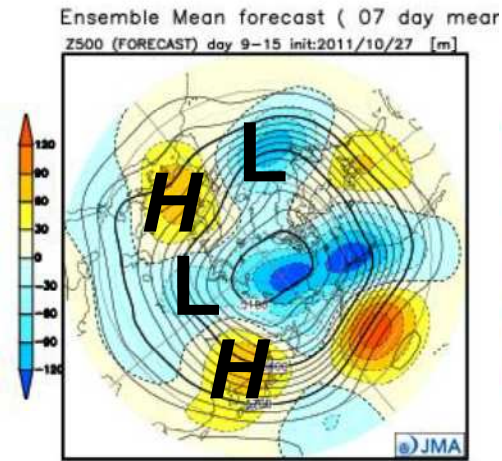 Ensemble Mean forecast ( 07 day mean
Z500 (FORECAST) day 9-15 init:2011/10/27 [m]
L
H
L
H
120
90
60
30
0
-30
-60
-90
-120
JMA